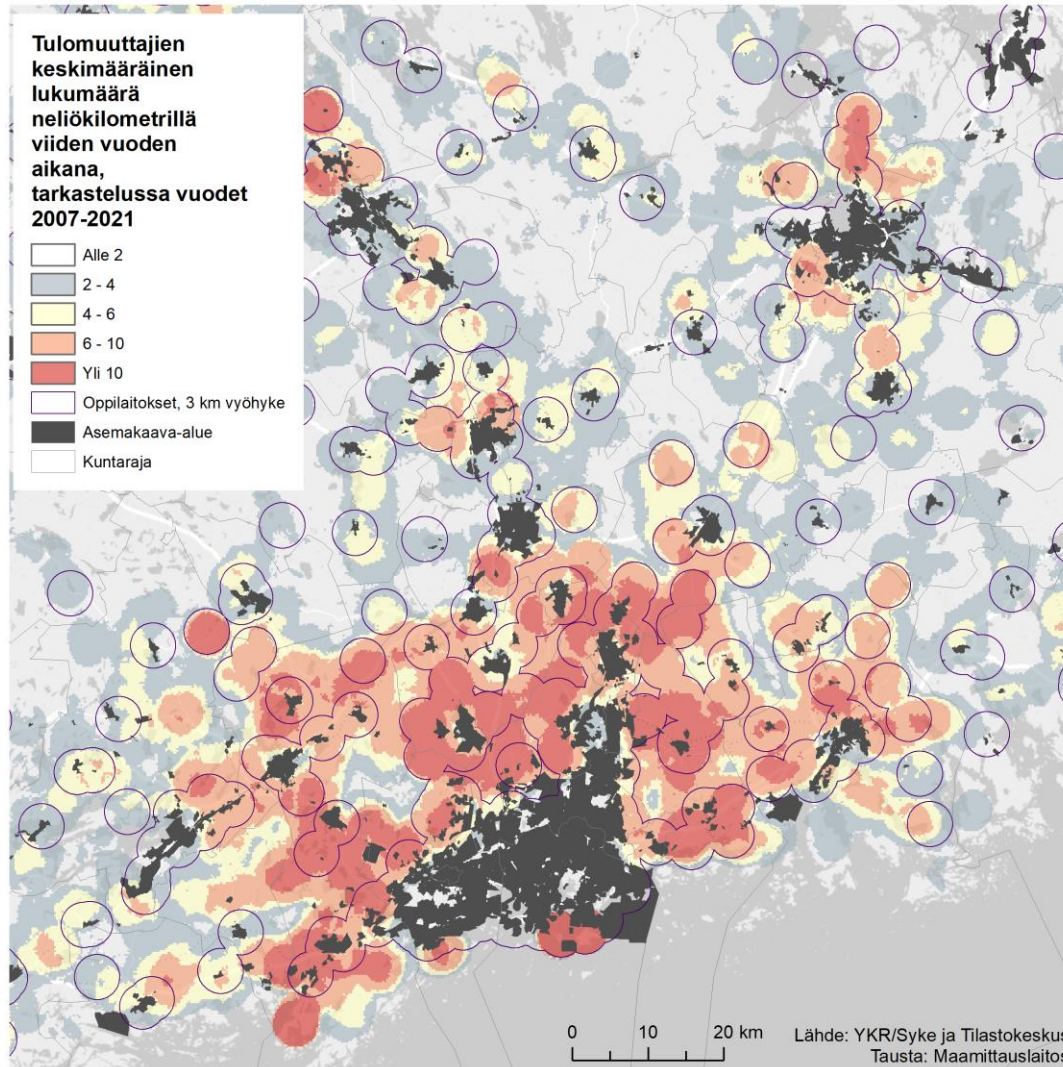 Tulomuuttajien
keskimääräinen
lukumäärä
neliökilometrillä
viiden vuoden
aikana,
tarkastelussa vuodet
2007-2021
Alle 2
2 - 4
4 - 6
6 - 10
Yli 10
Oppilaitokset, 3 km vyöhyke
Asemakaava-alue
Kuntaraja
0 10 20 km
Lähde: YKR/Syke ja Tilastokeskus
Tausta: Maamittauslaitos